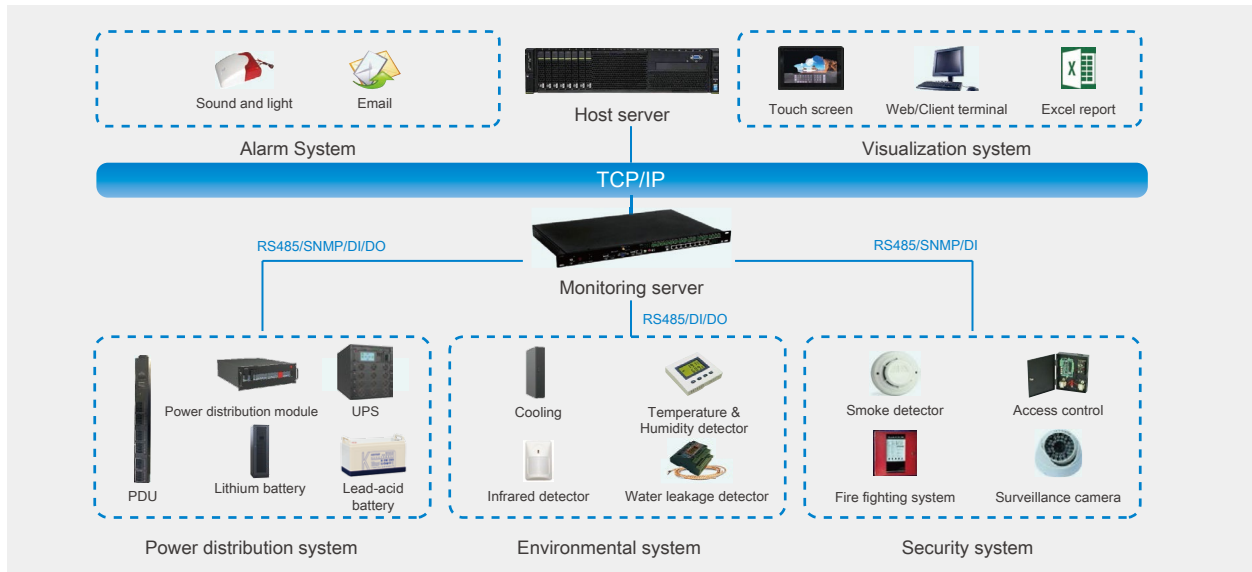 Sound and light
Email
Host server
Touch screen
Web/Client terminal
Excel report
Alarm System
Visualization system
TCP/IP
RS485/SNMP/DI/DO
RS485/SNMP/DI
Monitoring server
RS485/DI/DO
Power distribution module
UPS
Cooling
Temperature &
Humidity detector
Smoke detector
Access control
PDU
Lithium battery
Lead-acid
battery
Infrared detector
Water leakage detector
Fire fighting system
Surveillance camera
Power distribution system
Environmental system
Security system